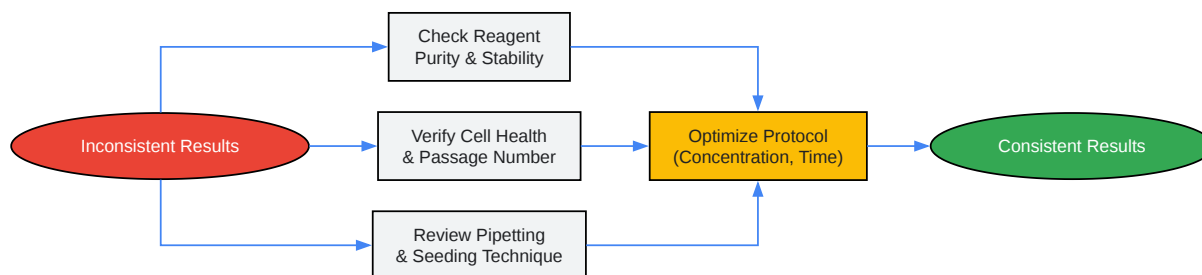 Check Reagent
Purity & Stability
Inconsistent Results
Verify Cell Health
& Passage Number
Optimize Protocol
(Concentration, Time)
Consistent Results
Review Pipetting
& Seeding Technique